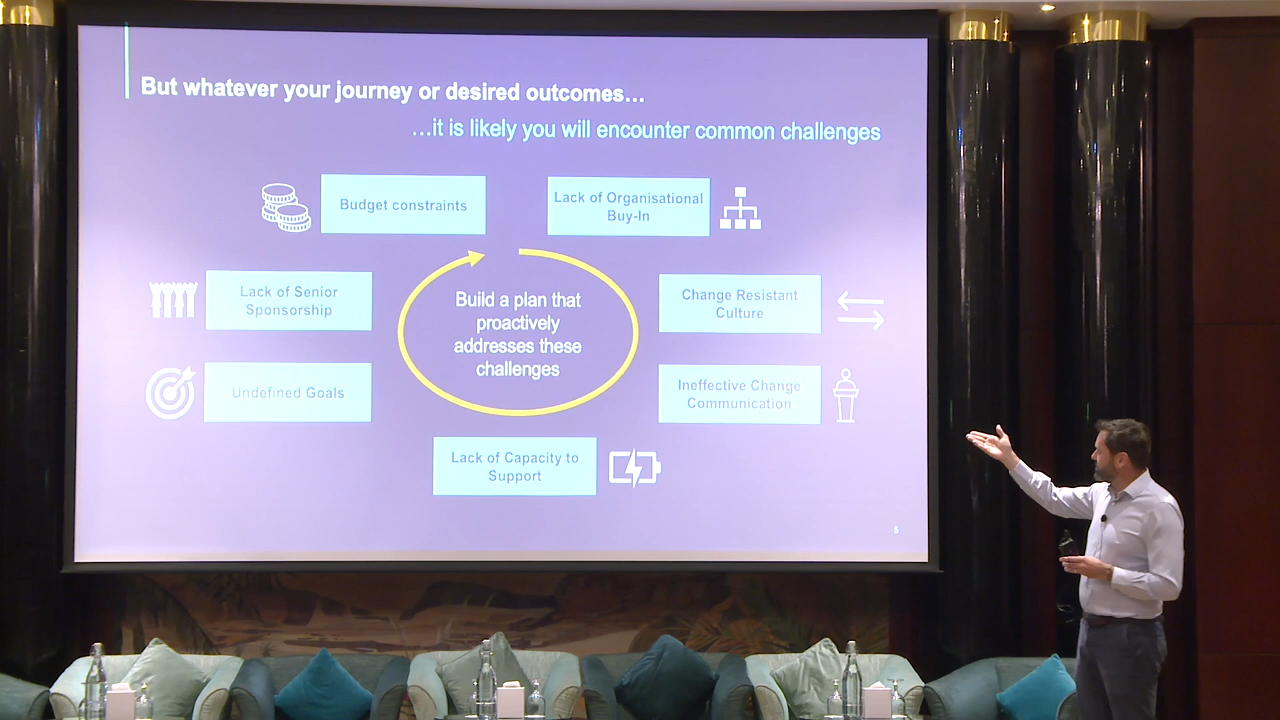 But whatever your journey or desired outcomes…
…it is likely you will encounter common challenges
Budget constraints
Lack of Organisational
Buy-In
Lack of Senior
Sponsorship
Change Resistant
Culture
Build a plan that
proactively
addresses these
challenges
Undefined Goals
Ineffective Change
Communication
Lack of Capacity to
Support
5